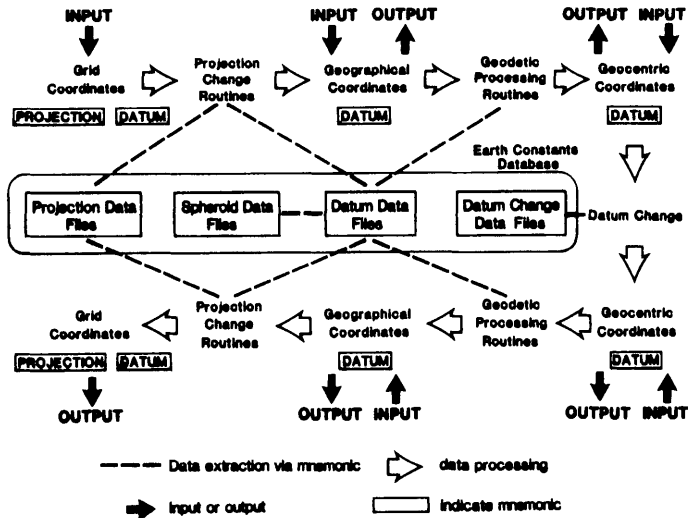 INPUT INPUT OUTPUT OUTPUT INPUT
Grid Coordinates
Projection Change Routines
Geographical Coordinates
Geodetic Processing Routines
Geocentric Coordinates
PROJECTION DATUM DATUM DATUM
Earth Constants Database
Projection Data Files
Spheroid Data Files
Datum Data Files
Datum Change Data Files
Datum Change
Grid Coordinates
Projection Change Routines
Geographical Coordinates
Geodetic Processing Routines
Geocentric Coordinates
PROJECTION DATUM DATUM DATUM
OUTPUT OUTPUT INPUT OUTPUT INPUT
Data extraction via mnemonic
data processing
input or output
indicate mnemonic